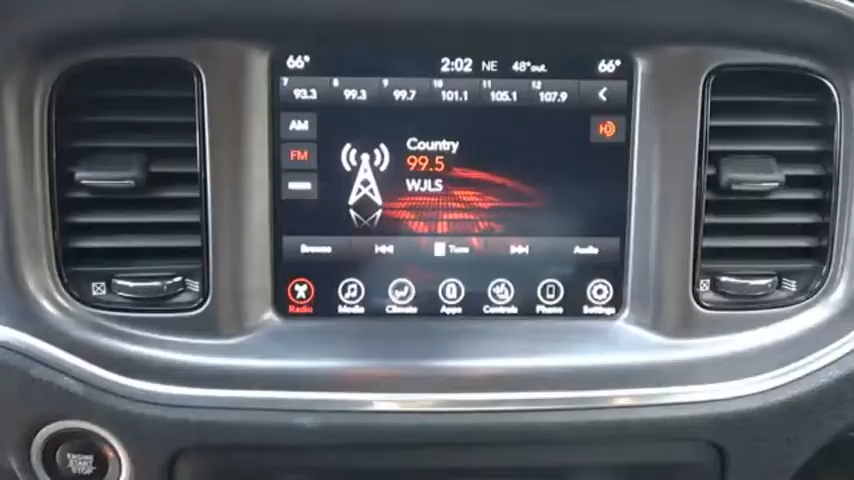 66° 2:02 NE 48°out 66°
7 8 9 10 11 12
93.3 99.3 99.7 101.1 105.1 107.9
AM
FM
Country
99.5
WJLS
HD
Browse Tune Audio
Radio Media Climate Apps Controls Phone Settings
ENGINE
START
STOP